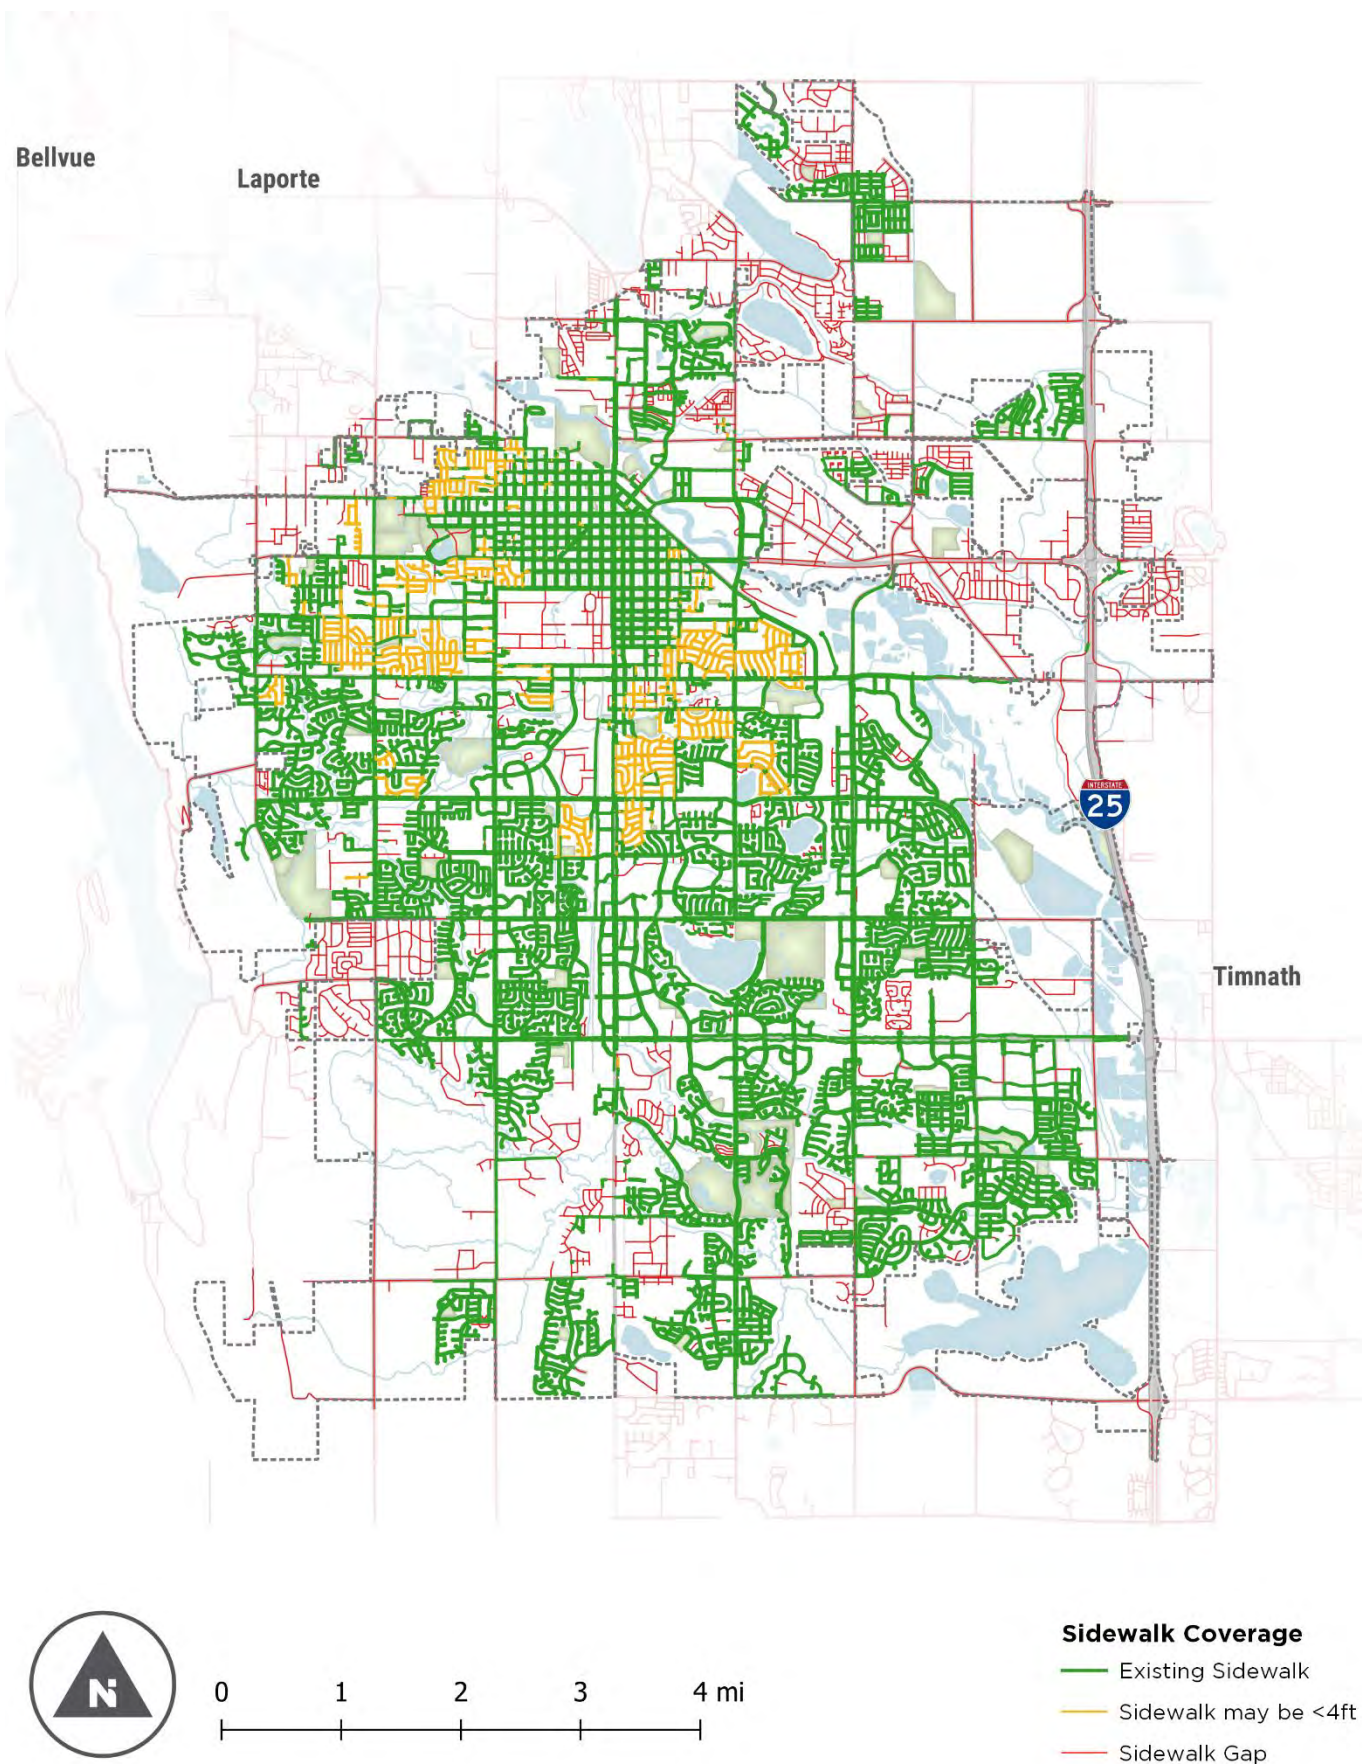 Bellvue
Laporte
INTERSTATE
25
Timnath
N
0 1 2 3 4 mi
Sidewalk Coverage
Existing Sidewalk
Sidewalk may be <4ft
Sidewalk Gap